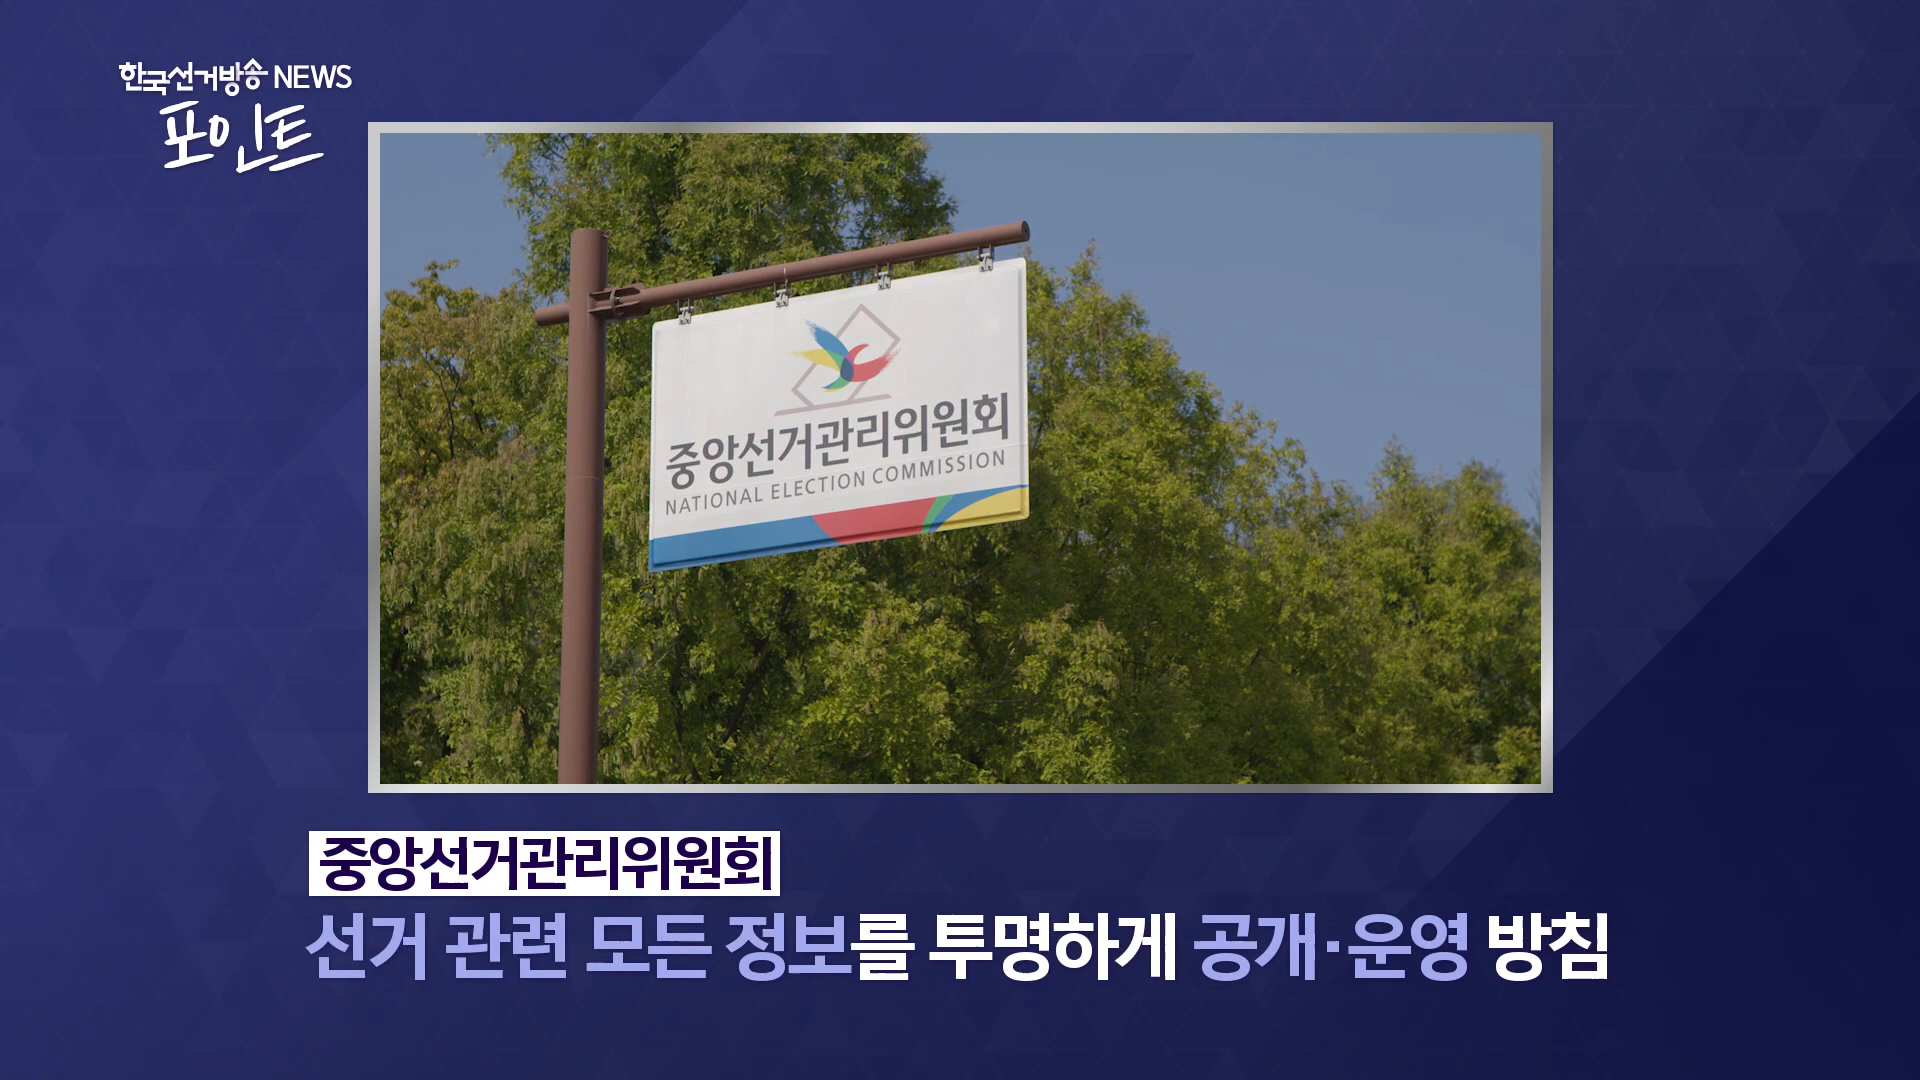 한국선거방송 NEWS
포인트
중앙선거관리위원회
NATIONAL ELECTION COMMISSION
중앙선거관리위원회
선거 관련 모든 정보를 투명하게 공개·운영 방침